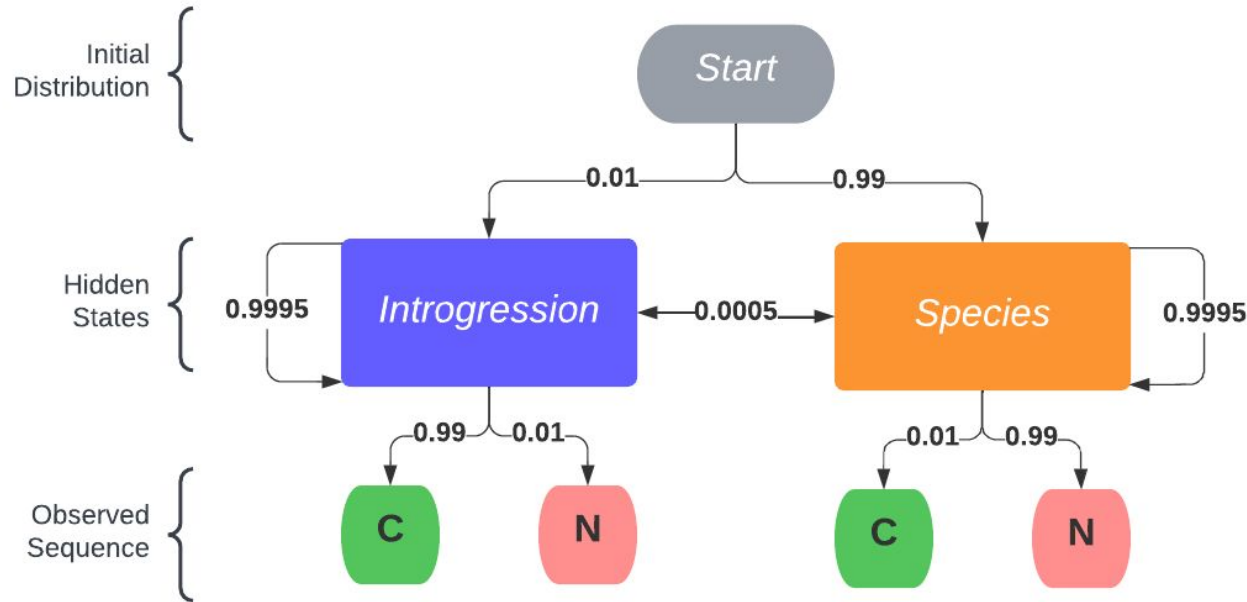 Initial
Distribution
Start
0.01
0.99
Hidden
States
0.9995
Introgression
0.0005
Species
0.9995
0.99
0.01
0.01
0.99
Observed
Sequence
C
N
C
N